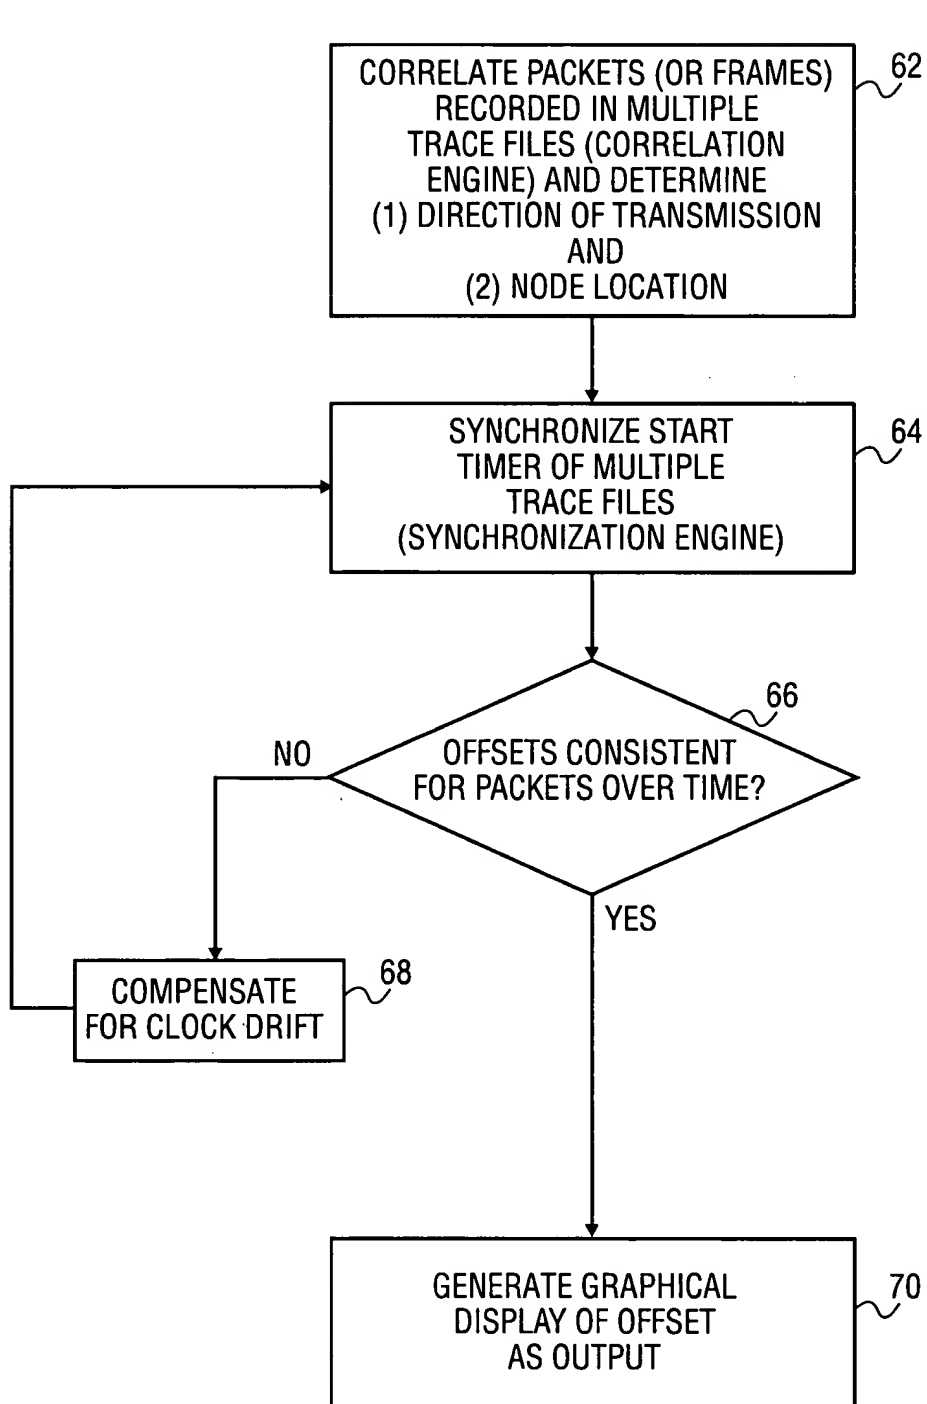 CORRELATE PACKETS (OR FRAMES)
RECORDED IN MULTIPLE
TRACE FILES (CORRELATION
ENGINE) AND DETERMINE
(1) DIRECTION OF TRANSMISSION
AND
(2) NODE LOCATION
62
SYNCHRONIZE START
TIMER OF MULTIPLE
TRACE FILES
(SYNCHRONIZATION ENGINE)
64
66
OFFSETS CONSISTENT
FOR PACKETS OVER TIME?
NO
YES
COMPENSATE
FOR CLOCK DRIFT
68
GENERATE GRAPHICAL
DISPLAY OF OFFSET
AS OUTPUT
70